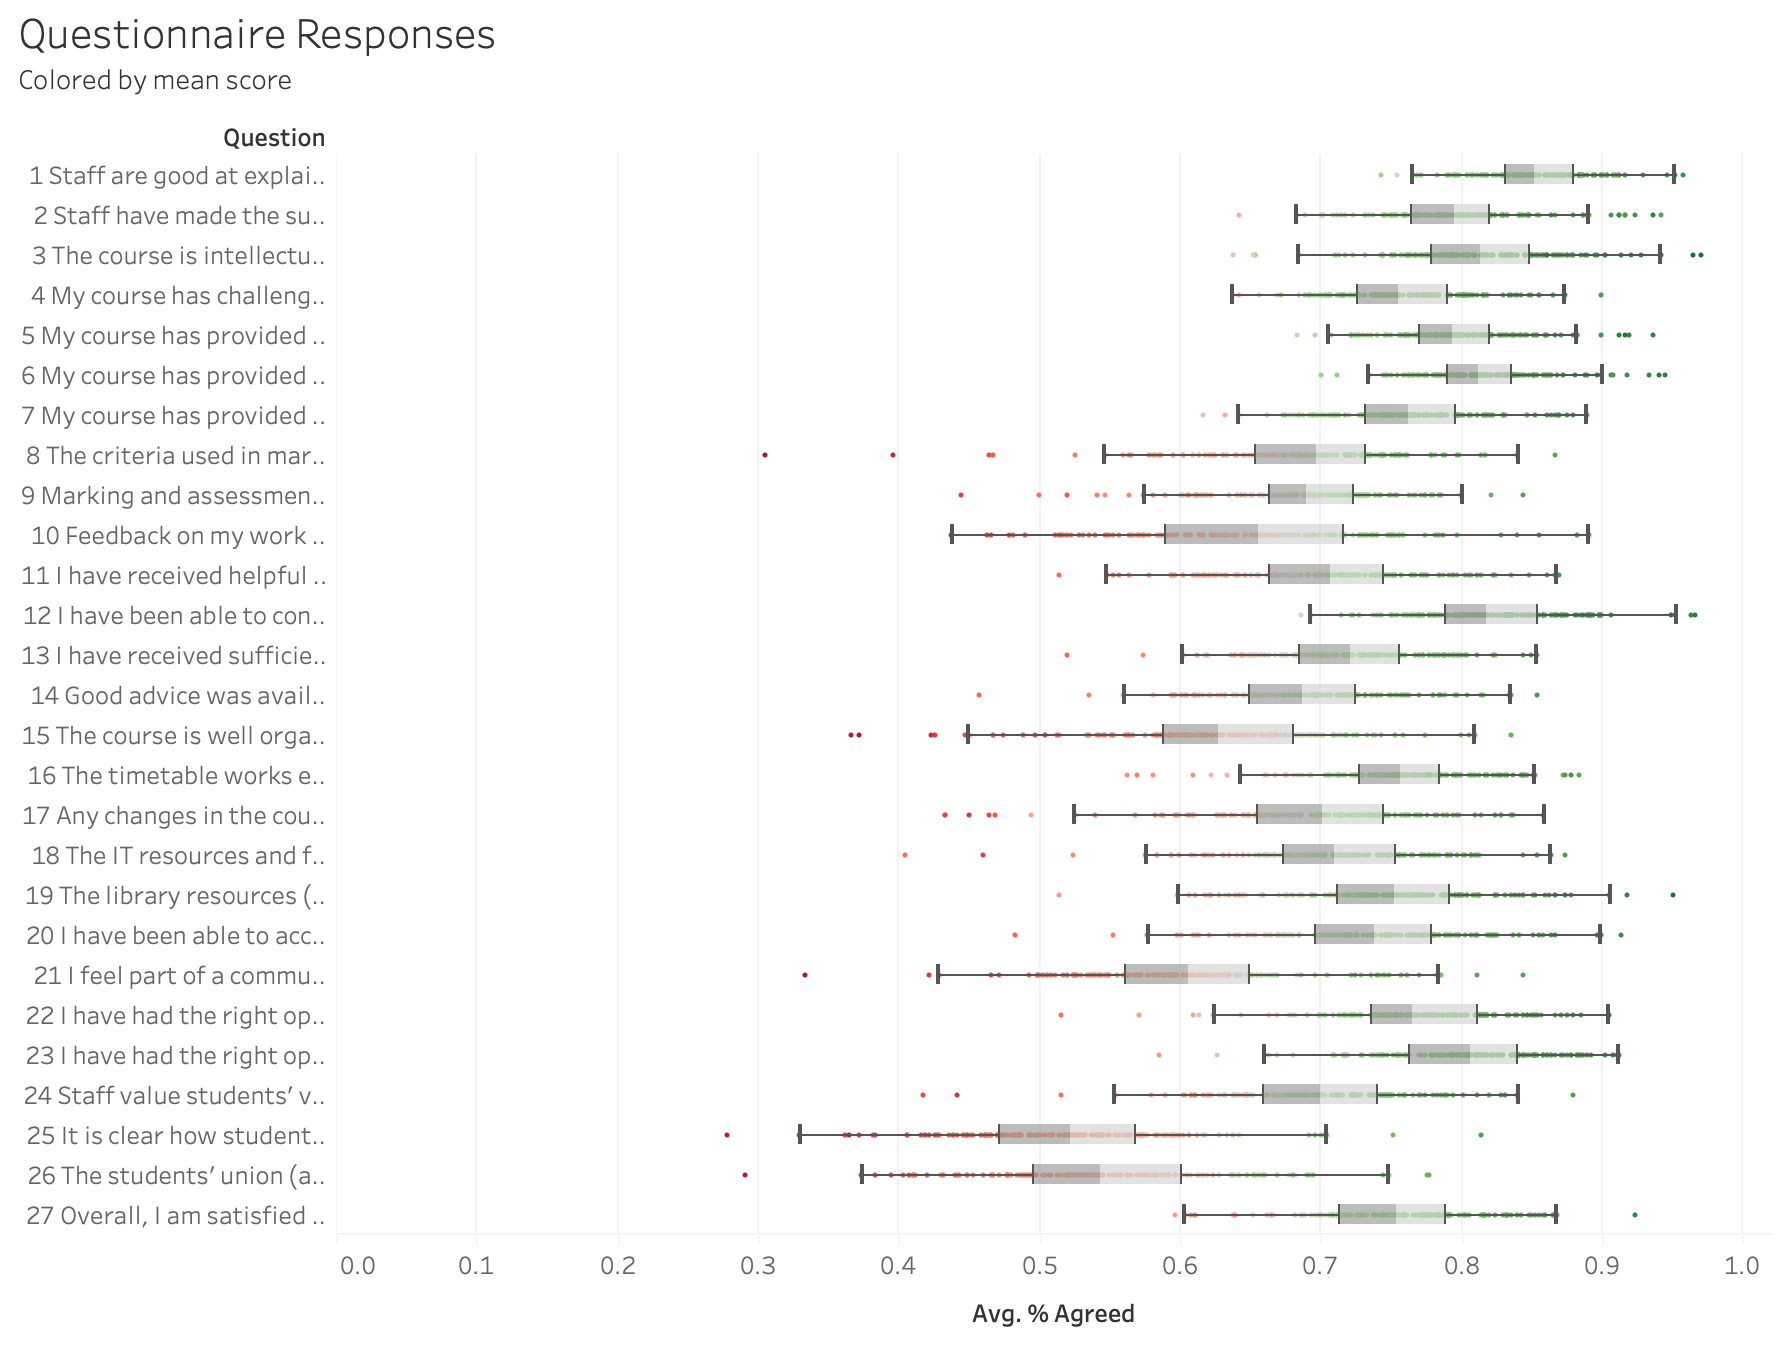 Questionnaire Responses
Colored by mean score
Question
1 Staff are good at explai..
2 Staff have made the su..
3 The course is intellectu..
4 My course has challeng..
5 My course has provided ..
6 My course has provided ..
7 My course has provided ..
8 The criteria used in mar..
9 Marking and assessmen..
10 Feedback on my work ..
11 I have received helpful ..
12 I have been able to con..
13 I have received sufficie..
14 Good advice was avail..
15 The course is well orga..
16 The timetable works e..
17 Any changes in the cou..
18 The IT resources and f..
19 The library resources (..
20 I have been able to acc..
21 I feel part of a commu..
22 I have had the right op..
23 I have had the right op..
24 Staff value students’ v..
25 It is clear how student..
26 The students’ union (a..
27 Overall, I am satisfied ..
0.0 0.1 0.2 0.3 0.4 0.5 0.6 0.7 0.8 0.9 1.0
Avg. % Agreed